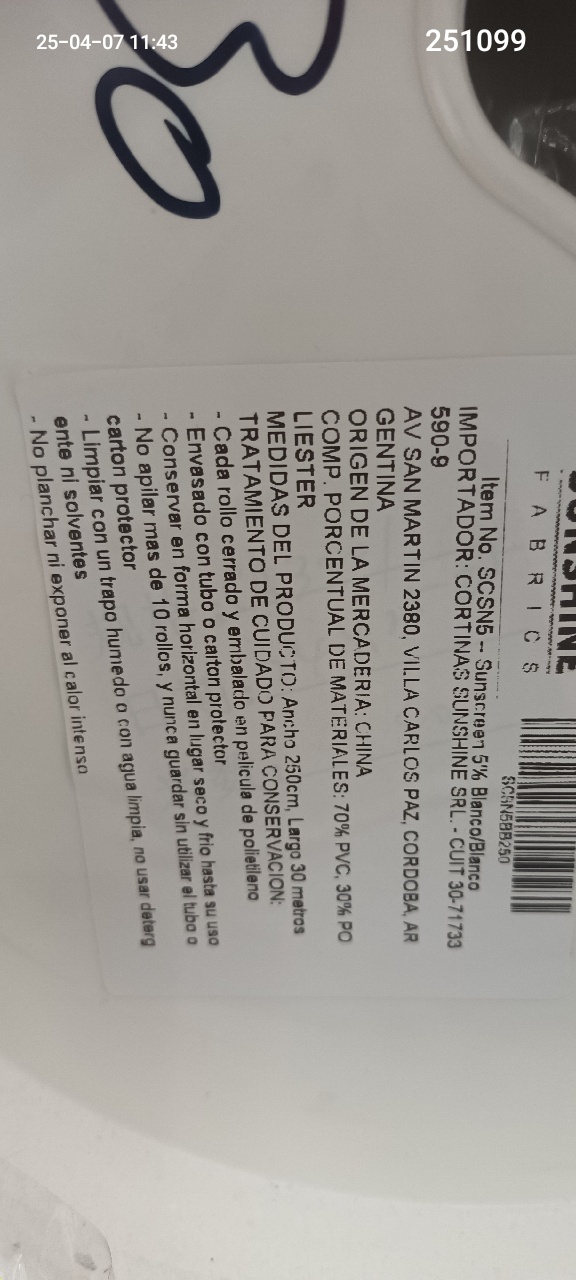 25-04-07 11:43
251099
30
SUNSHINE
FABRICS
SCSN5BB250
Item No. SCSN5 -- Sunscreen 5% Blanco/Blanco
IMPORTADOR: CORTINAS SUNSHINE SRL.- CUIT 30-71733
590-9
AV SAN MARTIN 2380, VILLA CARLOS PAZ, CORDOBA, AR
GENTINA
ORIGEN DE LA MERCADERIA: CHINA
COMP. PORCENTUAL DE MATERIALES: 70% PVC, 30% PO
LIESTER
MEDIDAS DEL PRODUCTO: Ancho 250cm, Largo 30 metros
TRATAMIENTO DE CUIDADO PARA CONSERVACION:
- Cada rollo cerrado y embalado en pelicula de polietileno
- Envasado con tubo o carton protector
- Conservar en forma horizontal en lugar seco y frio hasta su uso
- No apilar mas de 10 rollos, y nunca guardar sin utilizar el tubo o
carton protector
- Limpiar con un trapo humedo o con agua limpia, no usar deterg
ente ni solventes
- No planchar ni exponer al calor intenso